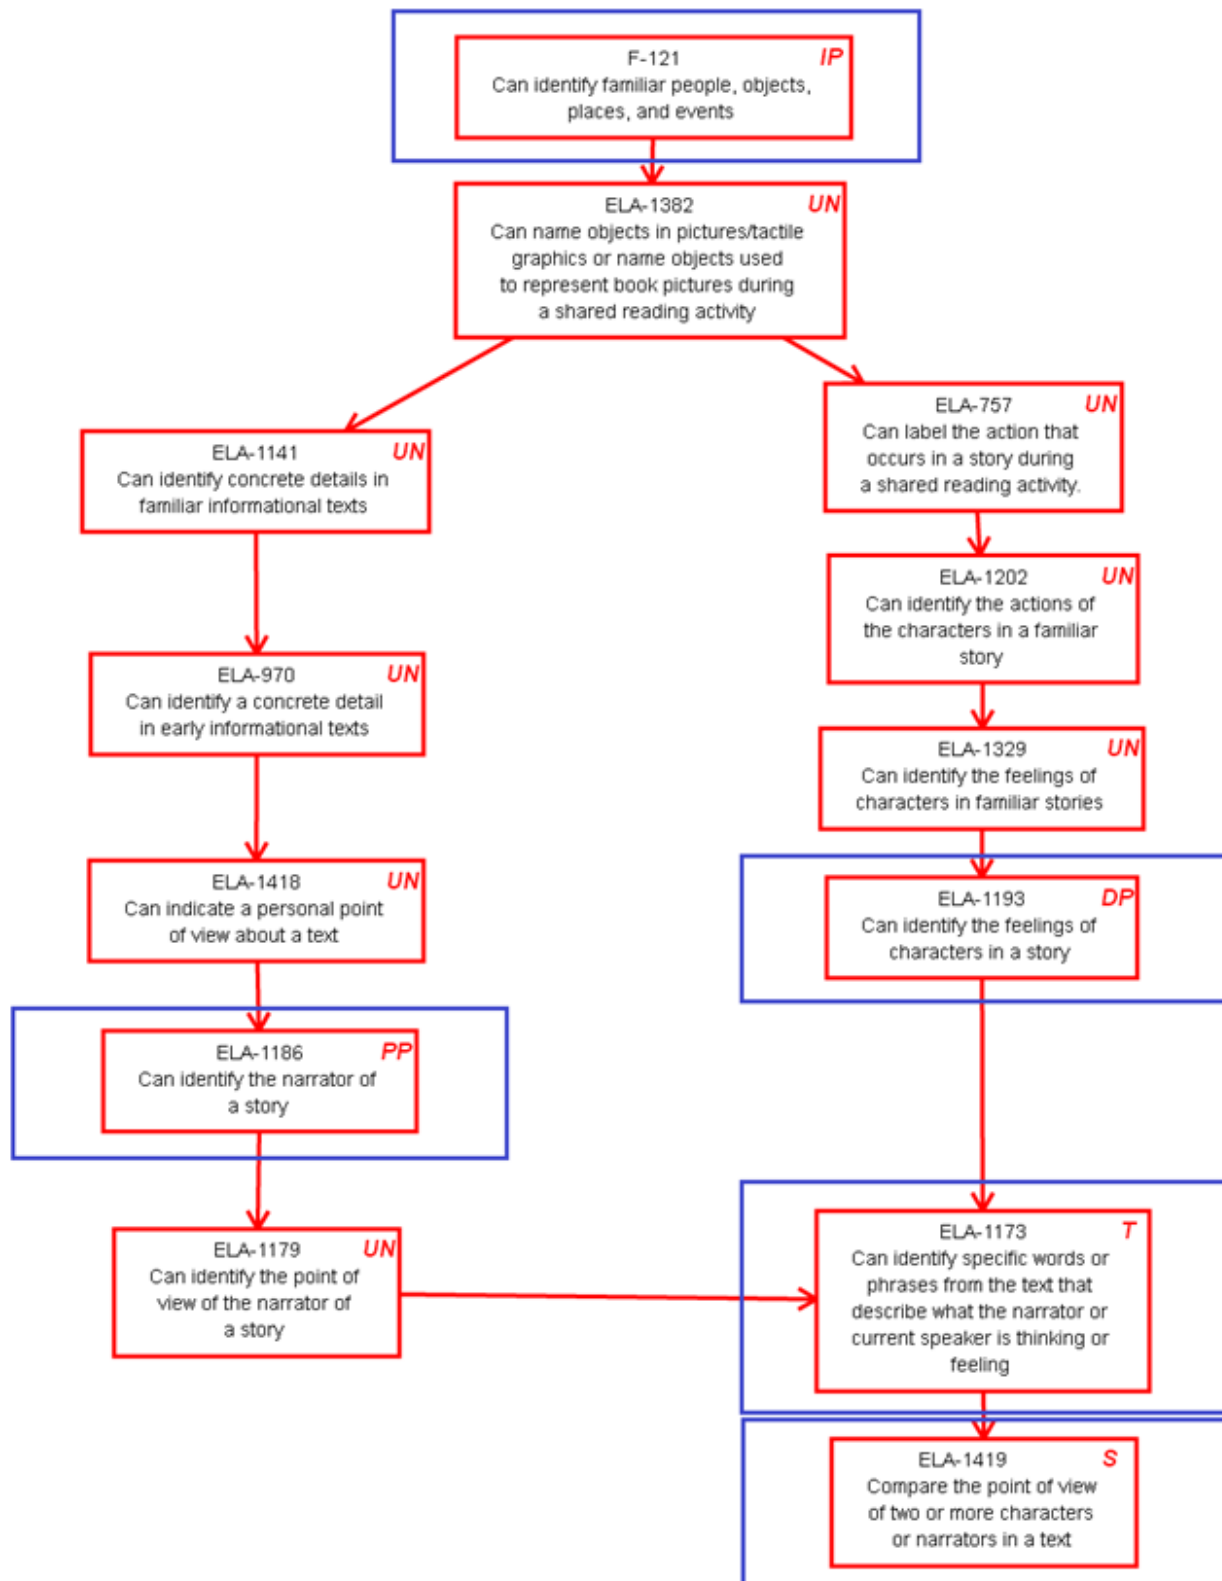 F-121 IP
Can identify familiar people, objects,
places, and events
ELA-1382 UN
Can name objects in pictures/tactile
graphics or name objects used
to represent book pictures during
a shared reading activity
ELA-757 UN
Can label the action that
occurs in a story during
a shared reading activity.
ELA-1141 UN
Can identify concrete details in
familiar informational texts
ELA-1202 UN
Can identify the actions of
the characters in a familiar
story
ELA-970 UN
Can identify a concrete detail
in early informational texts
ELA-1329 UN
Can identify the feelings of
characters in familiar stories
ELA-1418 UN
Can indicate a personal point
of view about a text
ELA-1193 DP
Can identify the feelings of
characters in a story
ELA-1186 PP
Can identify the narrator of
a story
ELA-1179 UN
Can identify the point of
view of the narrator of
a story
ELA-1173 T
Can identify specific words or
phrases from the text that
describe what the narrator or
current speaker is thinking or
feeling
ELA-1419 S
Compare the point of view
of two or more characters
or narrators in a text